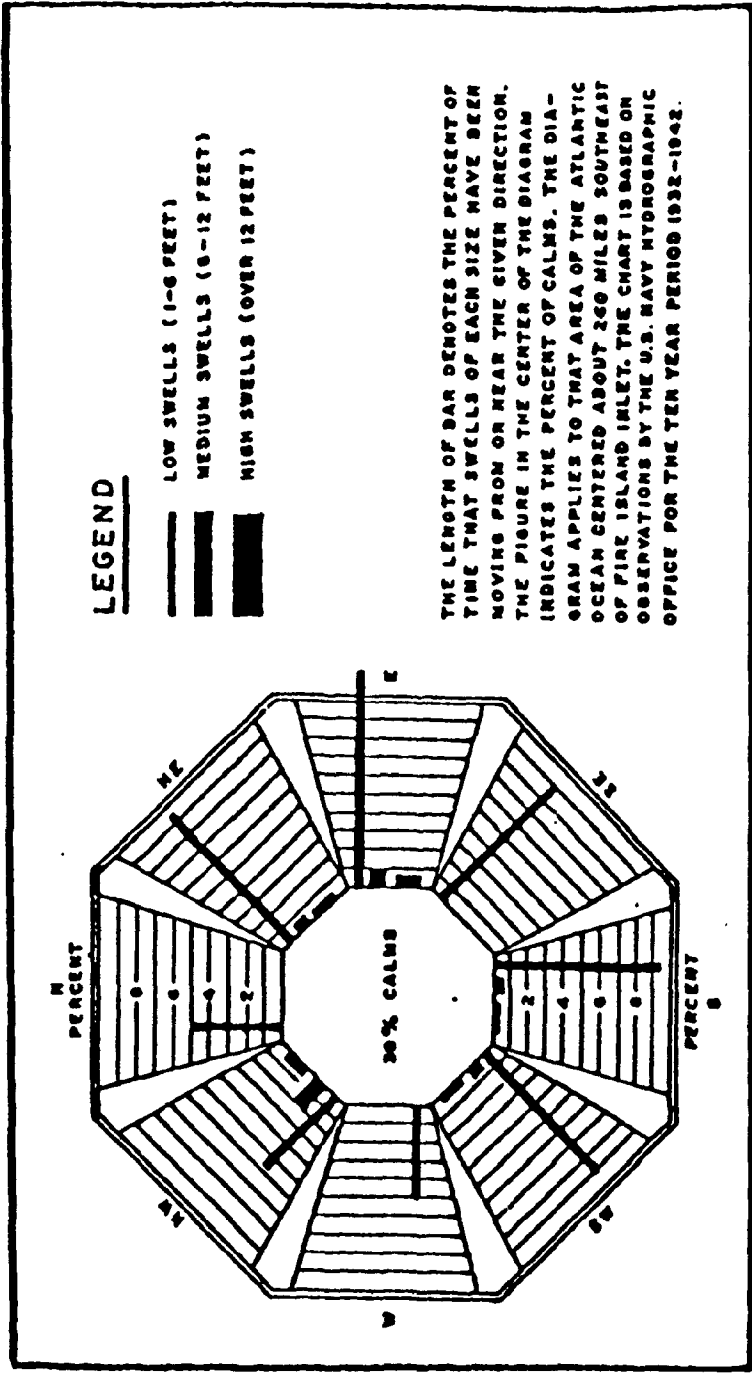 LEGEND
LOW SWELLS (1-6 FEET)
MEDIUM SWELLS (6-12 FEET)
HIGH SWELLS (OVER 12 FEET)
THE LENGTH OF BAR DENOTES THE PERCENT OF
TIME THAT SWELLS OF EACH SIZE HAVE BEEN
MOVING FROM OR NEAR THE GIVEN DIRECTION.
THE FIGURE IN THE CENTER OF THE DIAGRAM
INDICATES THE PERCENT OF CALMS. THE DIA-
GRAM APPLIES TO THAT AREA OF THE ATLANTIC
OCEAN CENTERED ABOUT 260 MILES SOUTHEAST
OF FIRE ISLAND INLET. THE CHART IS BASED ON
OBSERVATIONS BY THE U.S. NAVY HYDROGRAPHIC
OFFICE FOR THE TEN YEAR PERIOD 1932-1942.
N
PERCENT
8
6
4
2
NE
E
SE
2
4
6
8
PERCENT
S
SW
W
NW
30% CALMS